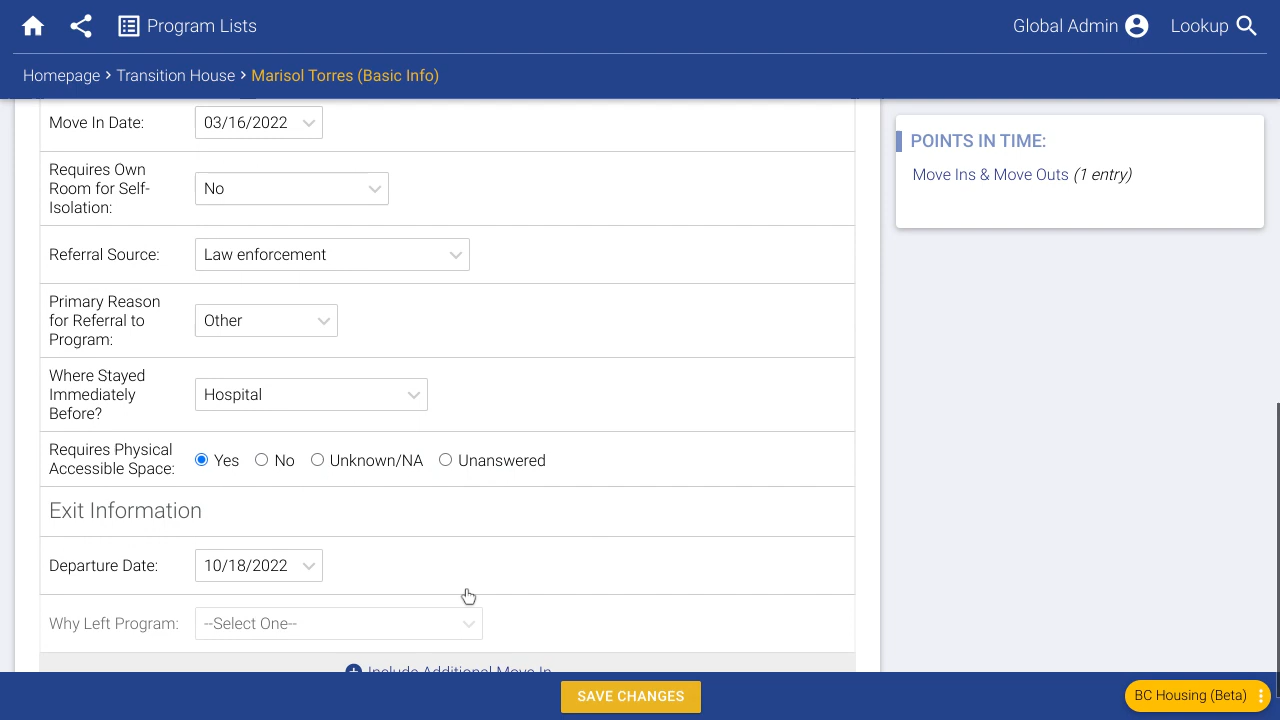 Program Lists
Global Admin
Lookup
Homepage > Transition House > Marisol Torres (Basic Info)
Move In Date: 03/16/2022
POINTS IN TIME:
Move Ins & Move Outs (1 entry)
Requires Own
Room for Self-
Isolation:
No
Referral Source: Law enforcement
Primary Reason
for Referral to
Program:
Other
Where Stayed
Immediately
Before?
Hospital
Requires Physical
Accessible Space:
Yes No Unknown/NA Unanswered
Exit Information
Departure Date: 10/18/2022
Why Left Program: --Select One--
Include Additional Move In
SAVE CHANGES
BC Housing (Beta)